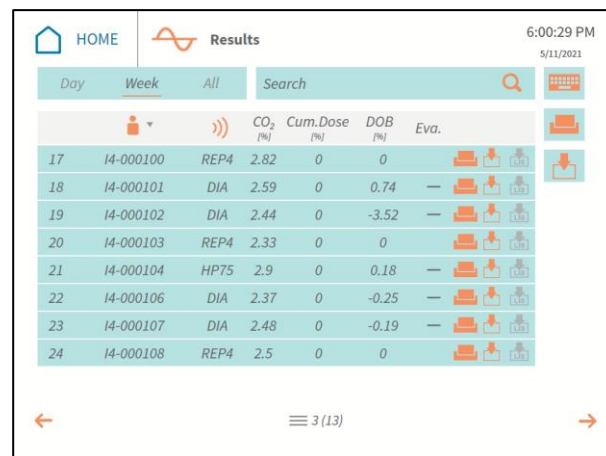 HOME Results 6:00:29 PM
5/11/2021
Day Week All Search
CO₂ Cum.Dose DOB Eva.
[%] [%] [%]
17 I4-000100 REP4 2.82 0 0
18 I4-000101 DIA 2.59 0 0.74 —
19 I4-000102 DIA 2.44 0 -3.52 —
20 I4-000103 REP4 2.33 0 0
21 I4-000104 HP75 2.9 0 0.18 —
22 I4-000106 DIA 2.37 0 -0.25 —
23 I4-000107 DIA 2.48 0 -0.19 —
24 I4-000108 REP4 2.5 0 0
3 (13)